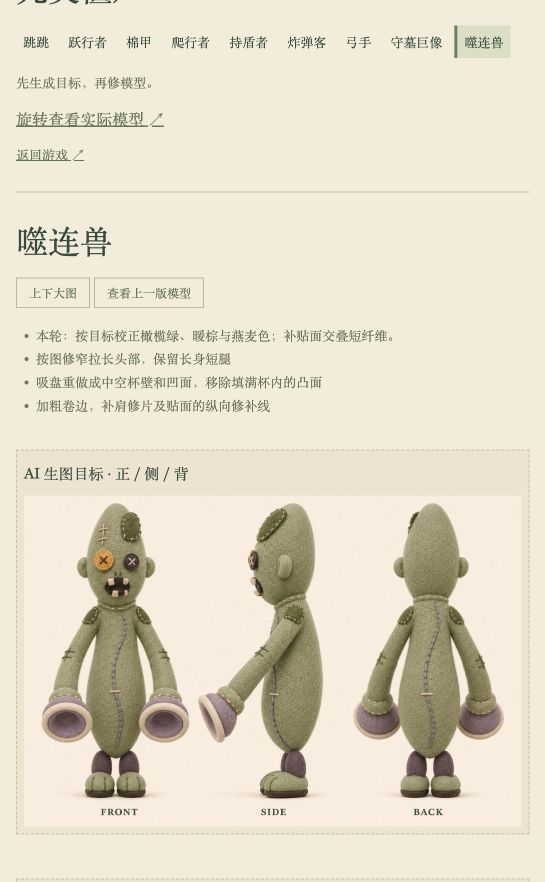 跳跳 跃行者 棉甲 爬行者 持盾者 炸弹客 弓手 守墓巨像 噬连兽
先生成目标，再修模型。
旋转查看实际模型 ↗
返回游戏 ↗
噬连兽
上下大图 查看上一版模型
• 本轮：按目标校正橄榄绿、暖棕与燕麦色；补贴面交叠短纤维。
• 按图修窄拉长头部，保留长身短腿
• 吸盘重做成中空杯壁和凹面，移除填满杯内的凸面
• 加粗卷边，补肩修片及贴面的纵向修补线
AI 生图目标 · 正 / 侧 / 背
FRONT SIDE BACK